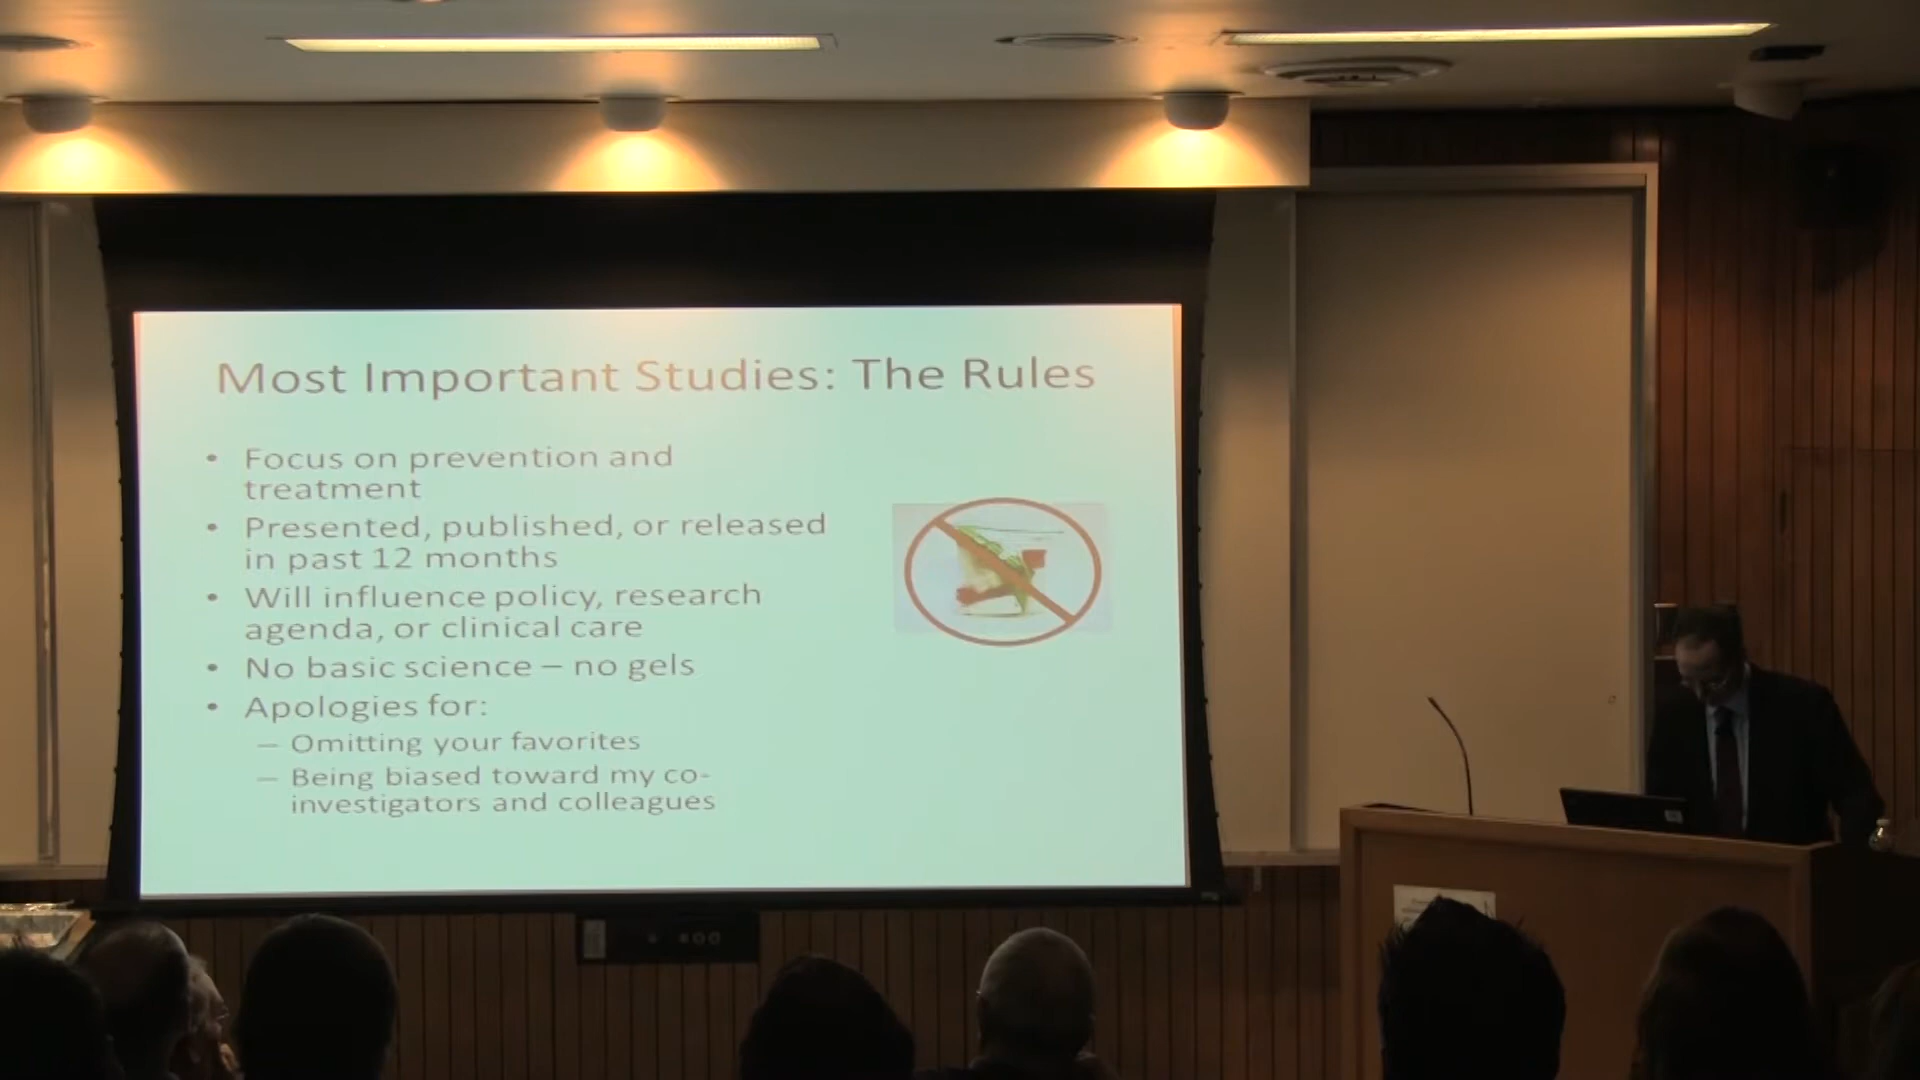 Most Important Studies: The Rules
• Focus on prevention and
treatment
• Presented, published, or released
in past 12 months
• Will influence policy, research
agenda, or clinical care
• No basic science – no gels
• Apologies for:
– Omitting your favorites
– Being biased toward my co-
investigators and colleagues